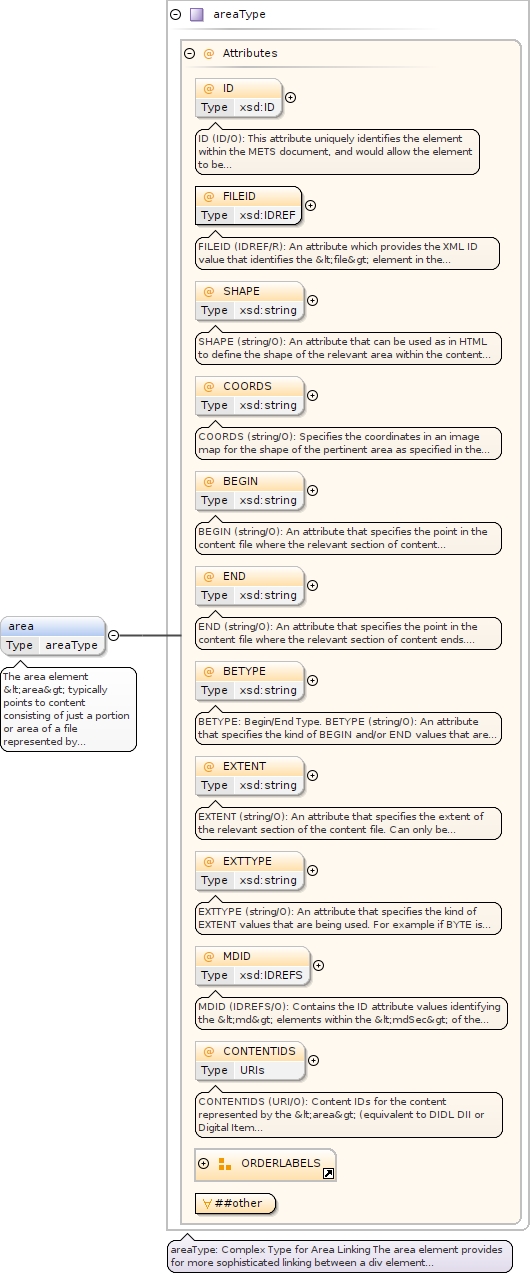 areaType
@ Attributes
@ ID
Type xsd:ID
ID (ID/O): This attribute uniquely identifies the element
within the METS document, and would allow the element
to be...
@ FILEID
Type xsd:IDREF
FILEID (IDREF/R): An attribute which provides the XML ID
value that identifies the &lt;file&gt; element in the...
@ SHAPE
Type xsd:string
SHAPE (string/O): An attribute that can be used as in HTML
to define the shape of the relevant area within the content...
@ COORDS
Type xsd:string
COORDS (string/O): Specifies the coordinates in an image
map for the shape of the pertinent area as specified in the...
@ BEGIN
Type xsd:string
BEGIN (string/O): An attribute that specifies the point in the
content file where the relevant section of content...
@ END
Type xsd:string
END (string/O): An attribute that specifies the point in the
content file where the relevant section of content ends....
area
Type areaType
The area element
&lt;area&gt; typically
points to content
consisting of just a portion
or area of a file
represented by...
@ BETYPE
Type xsd:string
BETYPE: Begin/End Type. BETYPE (string/O): An attribute
that specifies the kind of BEGIN and/or END values that are...
@ EXTENT
Type xsd:string
EXTENT (string/O): An attribute that specifies the extent of
the relevant section of the content file. Can only be...
@ EXTTYPE
Type xsd:string
EXTTYPE (string/O): An attribute that specifies the kind of
EXTENT values that are being used. For example if BYTE is...
@ MDID
Type xsd:IDREFS
MDID (IDREFS/O): Contains the ID attribute values identifying
the &lt;md&gt; elements within the &lt;mdSec&gt; of the...
@ CONTENTIDS
Type URIs
CONTENTIDS (URI/O): Content IDs for the content
represented by the &lt;area&gt; (equivalent to DIDL DII or
Digital Item...
ORDERLABELS
∀ ##other
areaType: Complex Type for Area Linking The area element provides
for more sophisticated linking between a div element...